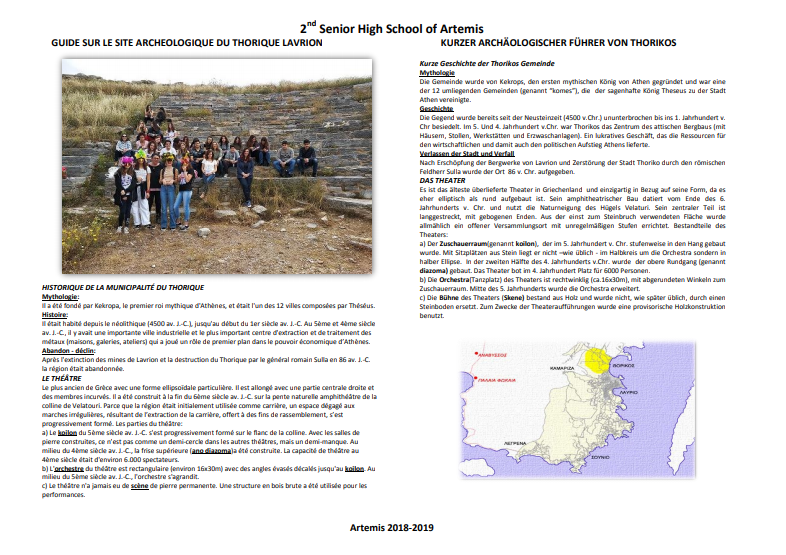 2nd Senior High School of Artemis
GUIDE SUR LE SITE ARCHEOLOGIQUE DU THORIQUE LAVRION
HISTORIQUE DE LA MUNICIPALITÉ DU THORIQUE
Mythologie:
Il a été fondé par Kekropa, le premier roi mythique d'Athènes, et était l'un des 12 villes composées par Théséus.
Histoire:
Il était habité depuis le néolithique (4500 av. J.-C.), jusqu'au début du 1er siècle av. J.-C. Au 5ème et 4ème siècle
av. J.-C., il y avait une importante ville industrielle et le plus important centre d'extraction et de traitement des
métaux (maisons, galeries, ateliers) qui a joué un rôle de premier plan dans le pouvoir économique d'Athènes.
Abandon - déclin:
Après l'extinction des mines de Lavrion et la destruction du Thorique par le général romain Sulla en 86 av. J.-C.
la région était abandonnée.
LE THÉÂTRE
Le plus ancien de Grèce avec une forme ellipsoïdale particulière. Il est allongé avec une partie centrale droite et
des membres incurvés. Il a été construit à la fin du 6ème siècle av. J.-C. sur la pente naturelle amphithéâtre de la
colline de Velatouri. Parce que la région était initialement utilisée comme carrière, un espace dégagé aux
marches irrégulières, résultant de l'extraction de la carrière, offert à des fins de rassemblement, s'est
progressivement formé. Les parties du théâtre:
a) Le koilon du 5ème siècle av. J.-C. s'est progressivement formé sur le flanc de la colline. Avec les salles de
pierre construites, ce n'est pas comme un demi-cercle dans les autres théâtres, mais un demi-manque. Au
milieu du 4ème siècle av. J.-C., la frise supérieure (ano diazoma)a été construite. La capacité de théâtre au
4ème siècle était d'environ 6.000 spectateurs.
b) L'orchestre du théâtre est rectangulaire (environ 16x30m) avec des angles évasés décalés jusqu'au koilon. Au
milieu du 5ème siècle av. J.-C., l'orchestre s'agrandit.
c) Le théâtre n'a jamais eu de scène de pierre permanente. Une structure en bois brute a été utilisée pour les
performances.
KURZER ARCHÄOLOGISCHER FÜHRER VON THORIKOS
Kurze Geschichte der Thorikos Gemeinde
Mythologie
Die Gemeinde wurde von Kekrops, den ersten mythischen König von Athen gegründet und war eine
der 12 umliegenden Gemeinden (genannt "komes"), die der sagenhafte König Theseus zu der Stadt
Athen vereinigte.
Geschichte
Die Gegend wurde bereits seit der Neusteinzeit (4500 v.Chr.) ununterbrochen bis ins 1. Jahrhundert v.
Chr besiedelt. Im 5. Und 4. Jahrhundert v.Chr. war Thorikos das Zentrum des attischen Bergbaus (mit
Häusern, Stollen, Werkstätten und Erzwaschanlagen). Ein lukratives Geschäft, das die Ressourcen für
den wirtschaftlichen und damit auch den politischen Aufstieg Athens lieferte.
Verlassen der Stadt und Verfall
Nach Erschöpfung der Bergwerke von Lavrion und Zerstörung der Stadt Thoriko durch den römischen
Feldherr Sulla wurde der Ort 86 v. Chr. aufgegeben.
DAS THEATER
Es ist das älteste überlieferte Theater in Griechenland und einzigartig in Bezug auf seine Form, da es
eher elliptisch als rund aufgebaut ist. Sein amphitheatrischer Bau datiert vom Ende des 6.
Jahrhunderts v. Chr. und nutzt die Naturneigung des Hügels Velaturi. Sein zentraler Teil ist
langgestreckt, mit gebogenen Enden. Aus der einst zum Steinbruch verwendeten Fläche wurde
allmählich ein offener Versammlungsort mit unregelmäßigen Stufen errichtet. Bestandteile des
Theaters:
a) Der Zuschauerraum(genannt koilon), der im 5. Jahrhundert v. Chr. stufenweise in den Hang gebaut
wurde. Mit Sitzplätzen aus Stein liegt er nicht –wie üblich - im Halbkreis um die Orchestra sondern in
halber Ellipse. In der zweiten Hälfte des 4. Jahrhunderts v.Chr. wurde der obere Rundgang (genannt
diazoma) gebaut. Das Theater bot im 4. Jahrhundert Platz für 6000 Personen.
b) Die Orchestra(Tanzplatz) des Theaters ist rechtwinklig (ca.16x30m), mit abgerundeten Winkeln zum
Zuschauerraum. Mitte des 5. Jahrhunderts wurde die Orchestra erweitert.
c) Die Bühne des Theaters (Skene) bestand aus Holz und wurde nicht, wie später üblich, durch einen
Steinboden ersetzt. Zum Zwecke der Theateraufführungen wurde eine provisorische Holzkonstruktion
benutzt.
ΑΝΑΒΥΣΣΟΣ
ΠΑΛΑΙΑ ΦΩΚΑΙΑ
ΚΑΜΑΡΙΖΑ
ΘΟΡΙΚΟΣ
ΛΑΥΡΙΟ
ΛΕΓΡΕΝΑ
ΣΟΥΝΙΟ
Artemis 2018-2019